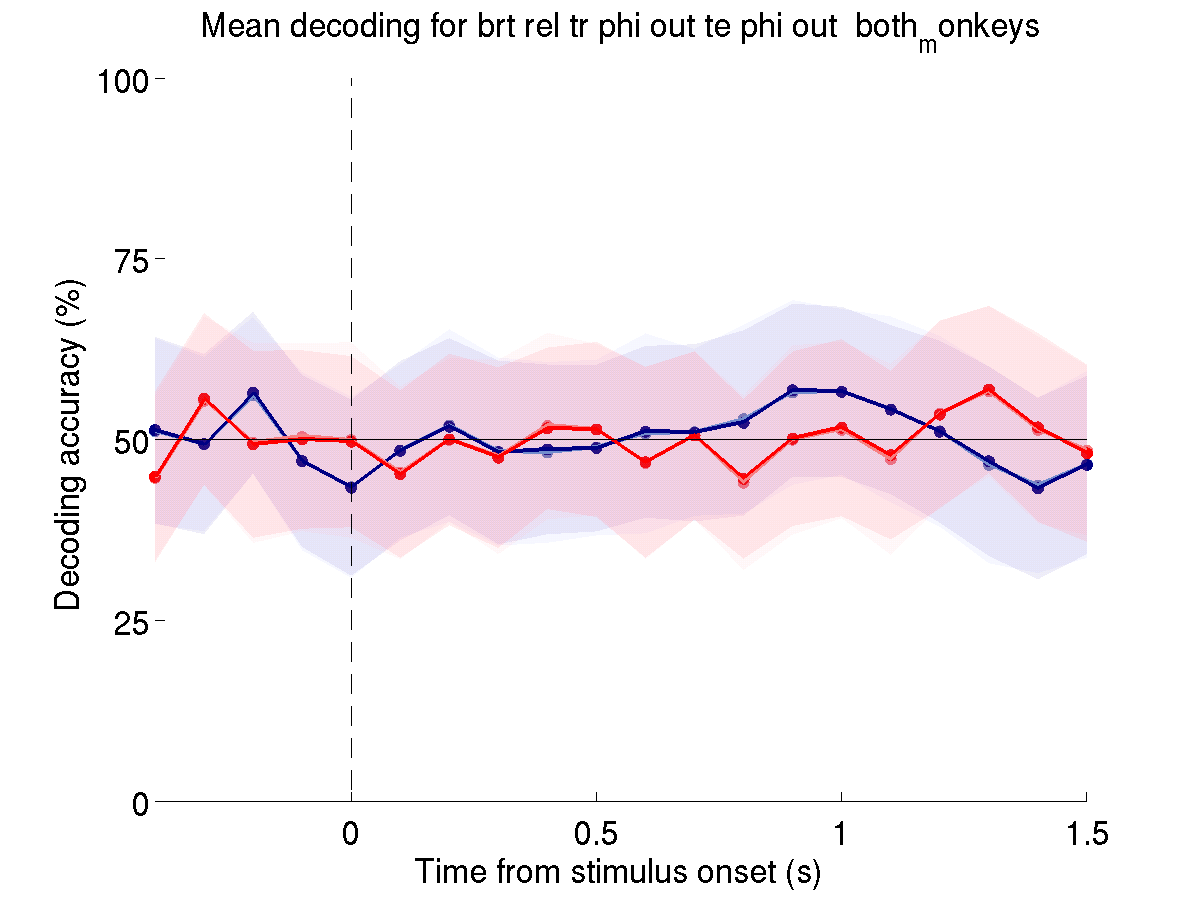 Mean decoding for brt rel tr phi out te phi out both_monkeys
100
75
50
25
0
Decoding accuracy (%)
0 0.5 1 1.5
Time from stimulus onset (s)